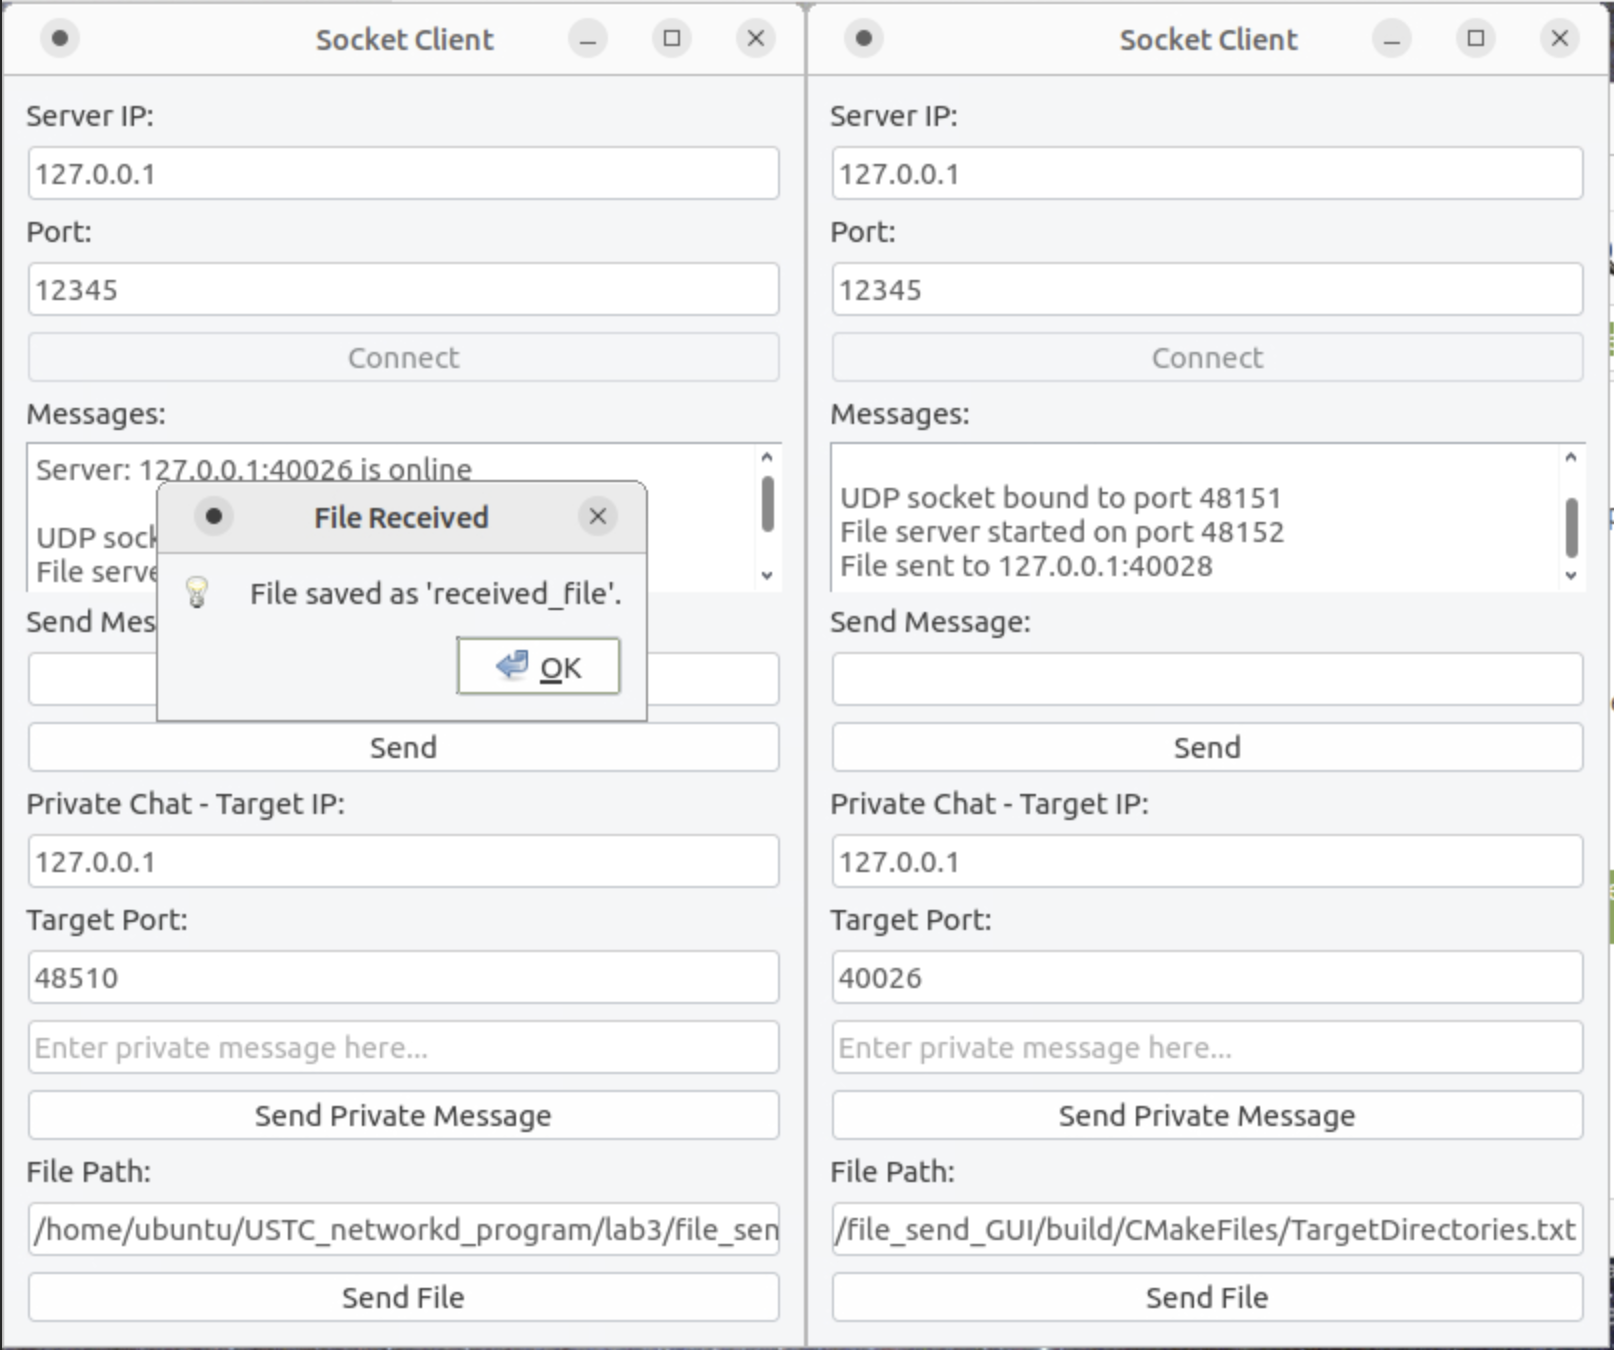 Socket Client
Server IP:
127.0.0.1
Port:
12345
Connect
Messages:
Server: 127.0.0.1:40026 is online
UDP
File
File Received
File saved as 'received_file'.
OK
Send
Send
Private Chat - Target IP:
127.0.0.1
Target Port:
48510
Enter private message here...
Send Private Message
File Path:
/home/ubuntu/USTC_networkd_program/lab3/file_sen
Send File
Socket Client
Server IP:
127.0.0.1
Port:
12345
Connect
Messages:
UDP socket bound to port 48151
File server started on port 48152
File sent to 127.0.0.1:40028
Send Message:
Send
Private Chat - Target IP:
127.0.0.1
Target Port:
40026
Enter private message here...
Send Private Message
File Path:
/file_send_GUI/build/CMakeFiles/TargetDirectories.txt
Send File